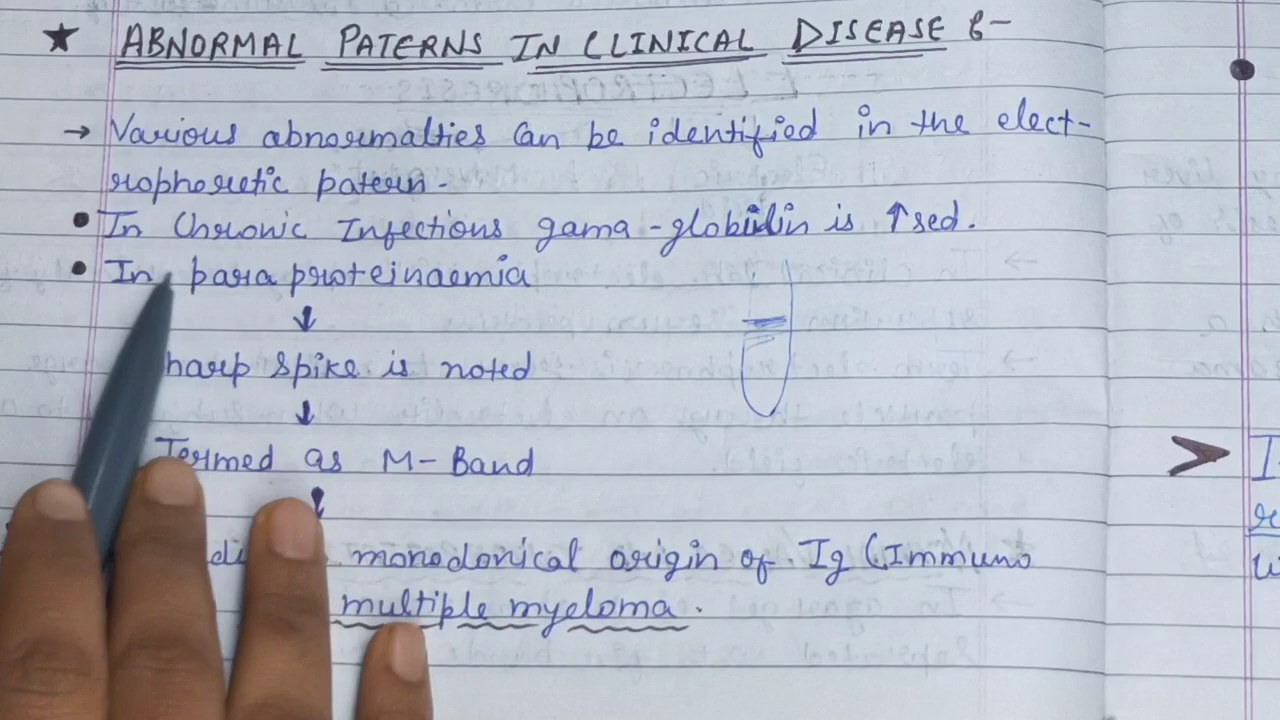 ★ ABNORMAL PATERNS IN CLINICAL DISEASE :-
→ Various abnormalties Can be identified in the elect-
rophoretic patern.
• In Chronic Infections gama-globulin is ↑sed.
• In para proteinaemia
↓
harp spike is noted
↓
Termed as M-Band
↓
monoclonical origin of Ig (Immuno
multiple myeloma.